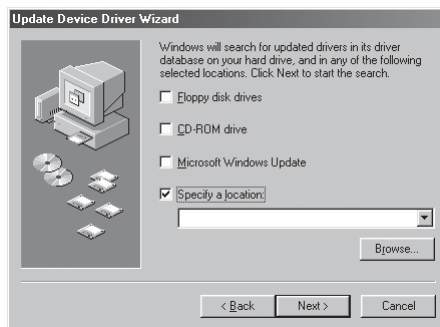 Update Device Driver Wizard
Windows will search for updated drivers in its driver
database on your hard drive, and in any of the following
selected locations. Click Next to start the search.
Floppy disk drives
CD-ROM drive
Microsoft Windows Update
Specify a location:
Browse...
< Back Next > Cancel